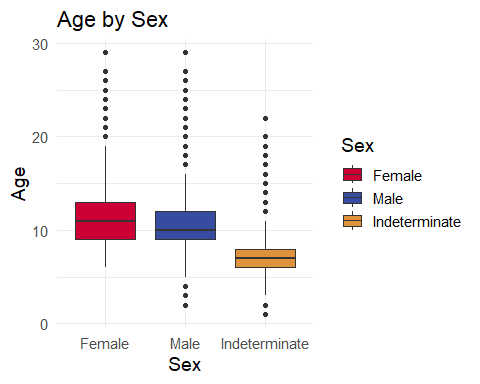 Age by Sex
30
20
10
0
Age
Female
Male
Indeterminate
Sex
Sex
Female
Male
Indeterminate